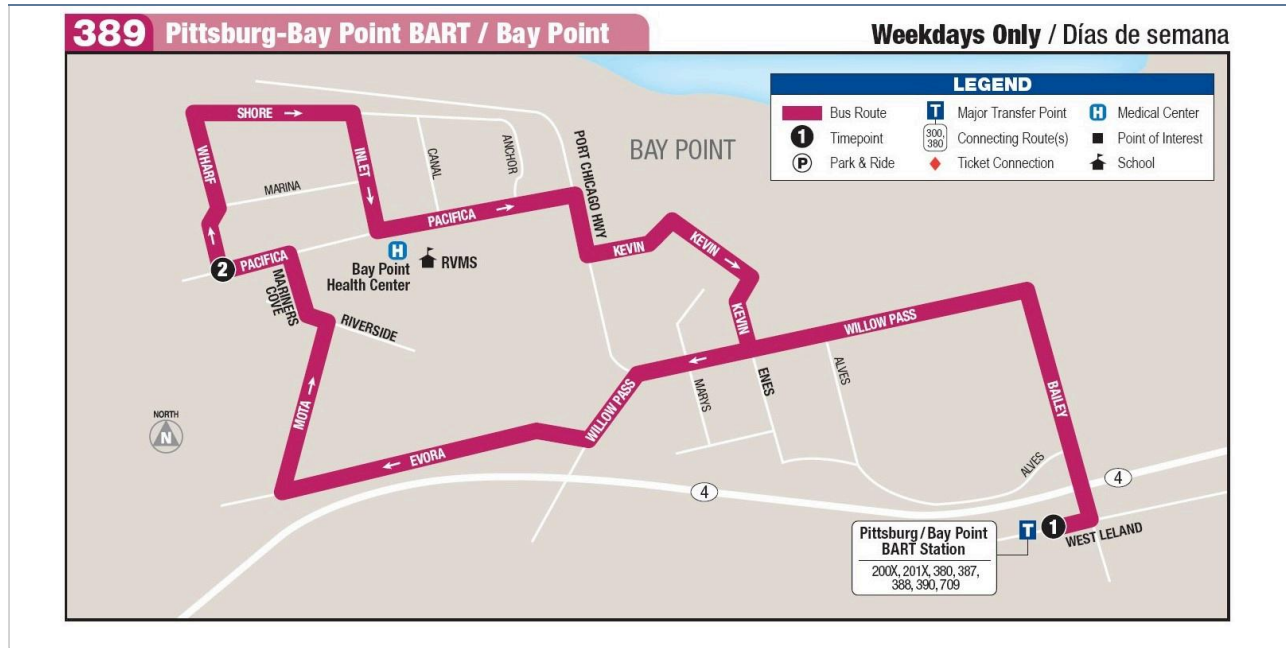 389 Pittsburg-Bay Point BART / Bay Point
Weekdays Only / Días de semana
LEGEND
Bus Route
T Major Transfer Point
H Medical Center
1 Timepoint
300, 380 Connecting Route(s)
Point of Interest
P Park & Ride
Ticket Connection
School
BAY POINT
SHORE
WHARF
INLET
MARINA
CANAL
ANCHOR
PORT CHICAGO HWY
PACIFICA
PACIFICA
2
H
Bay Point
Health Center
RVMS
MARINERS
COVE
RIVERSIDE
KEVIN
KEVIN
KEVIN
WILLOW PASS
WILLOW PASS
MARYS
ENES
ALVES
BAILEY
MOTA
EVORA
NORTH
N
4
4
ALVES
WEST LELAND
T
1
Pittsburg/Bay Point
BART Station
200X, 201X, 380, 387,
388, 390, 709